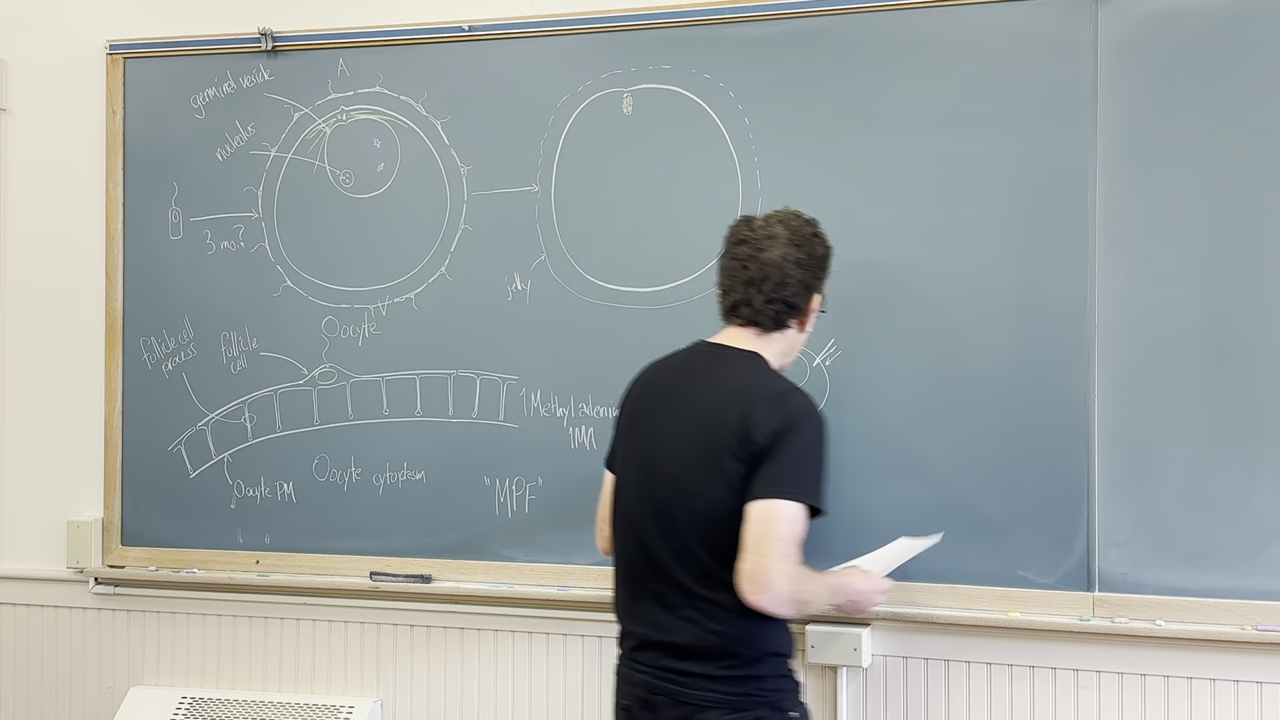 A
germinal vesicle
nucleolus
3 mo.?
V
Oocyte
jelly
follicle cell
process
follicle
cell
1 Methyl adenin
1MA
Oocyte cytoplasm
Oocyte PM
"MPF"